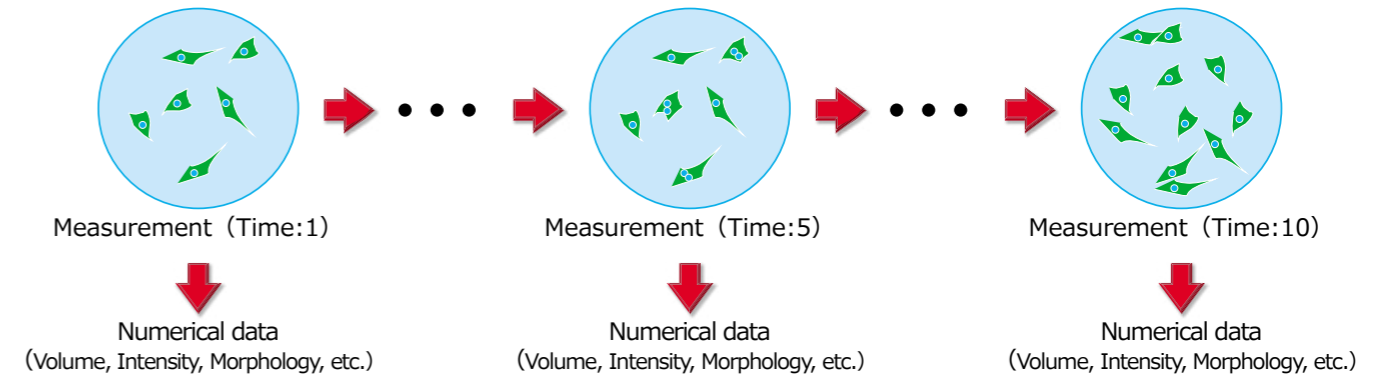 Measurement（Time:1）
Measurement（Time:5）
Measurement（Time:10）
Numerical data
（Volume, Intensity, Morphology, etc.）
Numerical data
（Volume, Intensity, Morphology, etc.）
Numerical data
（Volume, Intensity, Morphology, etc.）